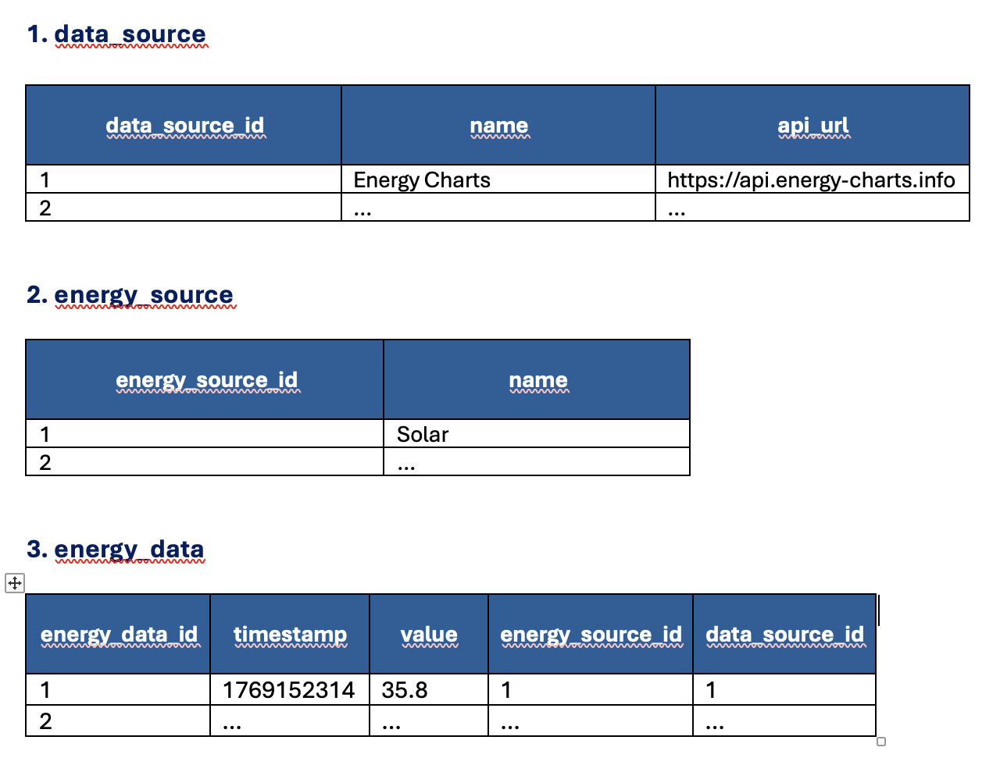 1. data_source
data_source_id name api_url
1 Energy Charts https://api.energy-charts.info
2 ... ...
2. energy_source
energy_source_id name
1 Solar
2 ...
3. energy_data
energy_data_id timestamp value energy_source_id data_source_id
1 1769152314 35.8 1 1
2 ... ... ... ...